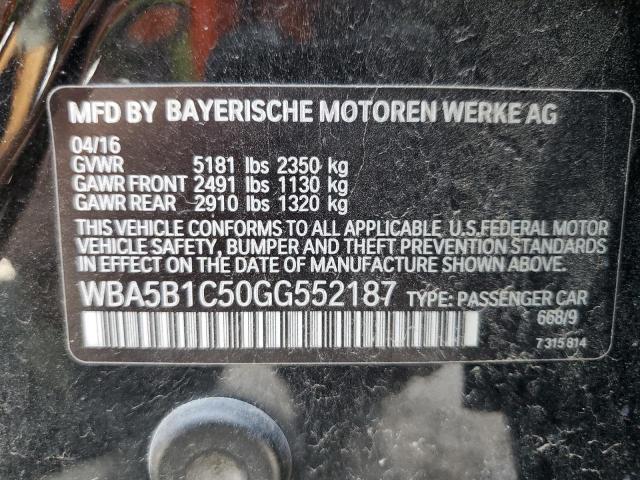 MFD BY BAYERISCHE MOTOREN WERKE AG
04/16
GVWR 5181 lbs 2350 kg
GAWR FRONT 2491 lbs 1130 kg
GAWR REAR 2910 lbs 1320 kg
THIS VEHICLE CONFORMS TO ALL APPLICABLE U.S.FEDERAL MOTOR
VEHICLE SAFETY, BUMPER AND THEFT PREVENTION STANDARDS
IN EFFECT ON THE DATE OF MANUFACTURE SHOWN ABOVE.
WBA5B1C50GG552187 TYPE: PASSENGER CAR
668/9
7 315 814